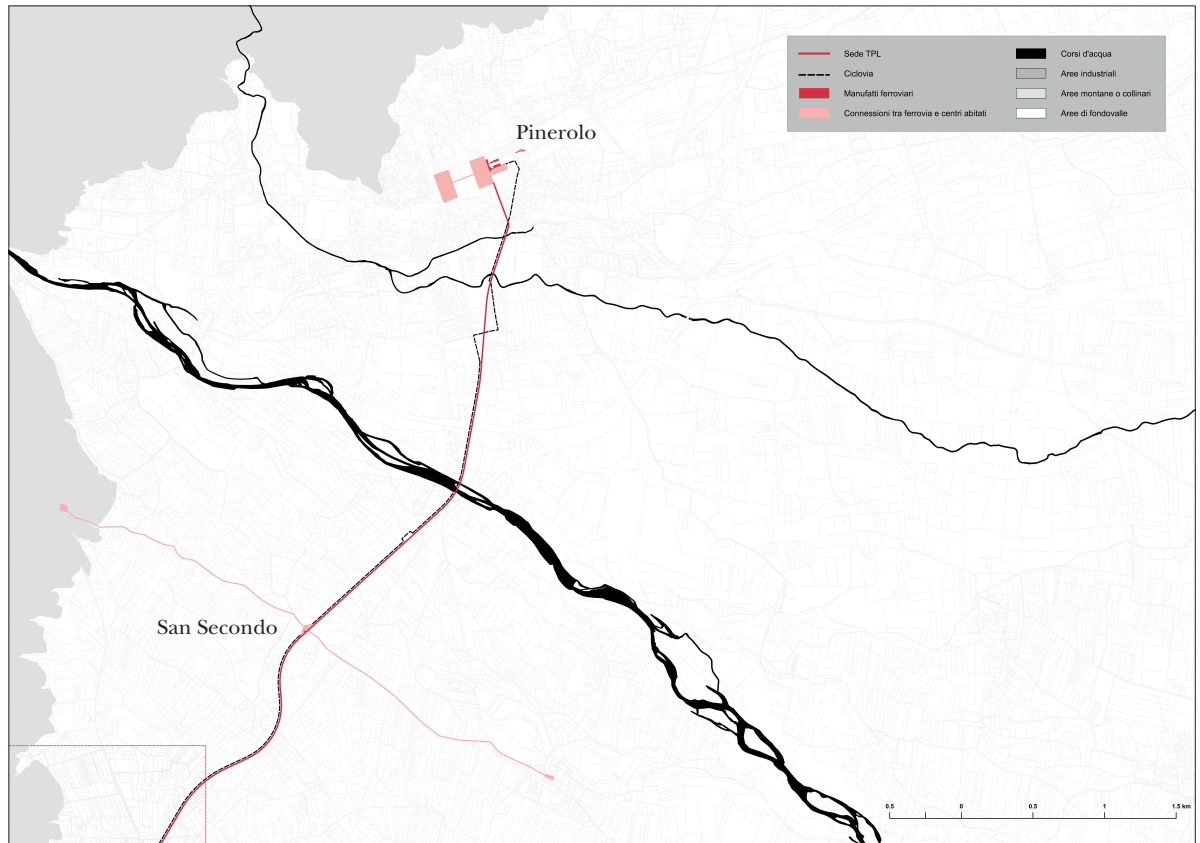 Sede TPL
Ciclovia
Manufatti ferroviari
Connessioni tra ferrovia e centri abitati
Corsi d'acqua
Aree industriali
Aree montane o collinari
Aree di fondovalle
Pinerolo
San Secondo
0.5 0 0.5 1 1.5 km